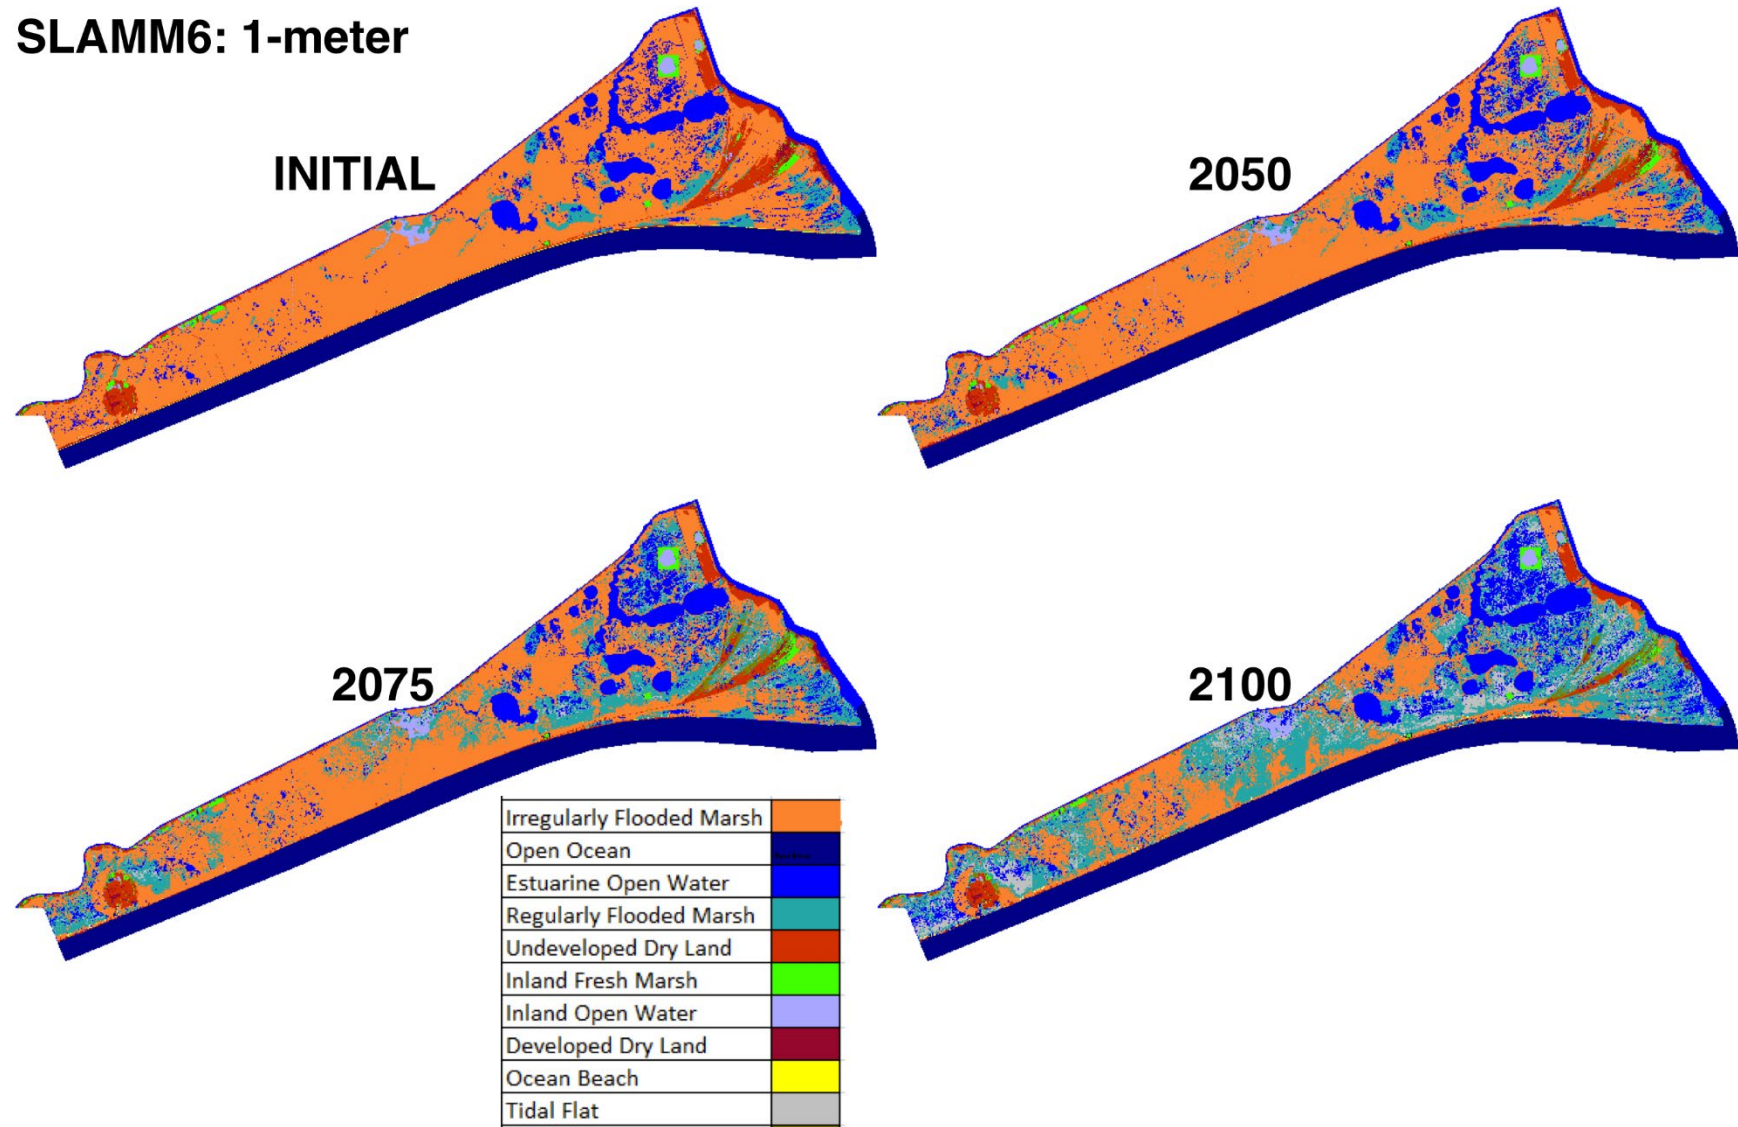 SLAMM6: 1-meter
INITIAL
2050
2075
2100
Irregularly Flooded Marsh
Open Ocean
Estuarine Open Water
Regularly Flooded Marsh
Undeveloped Dry Land
Inland Fresh Marsh
Inland Open Water
Developed Dry Land
Ocean Beach
Tidal Flat